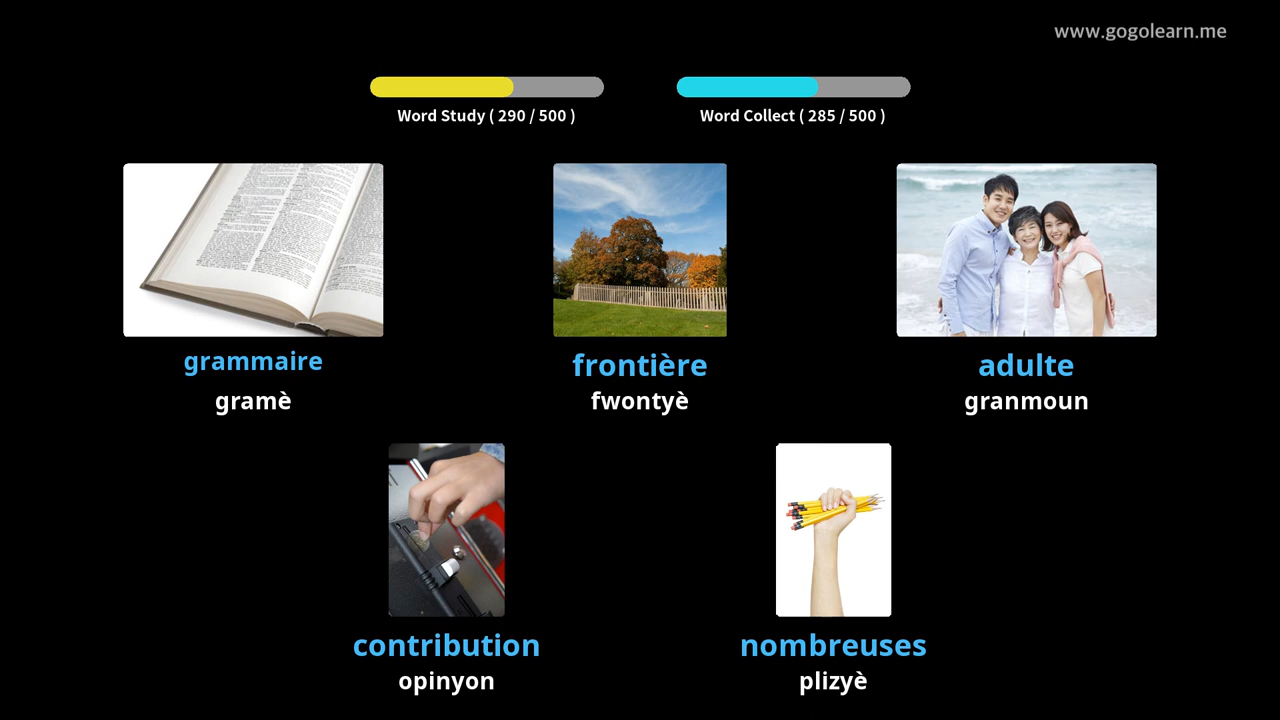 www.gogolearn.me
Word Study ( 290 / 500 )
Word Collect ( 285 / 500 )
grammaire
gramè
frontière
fwontyè
adulte
granmoun
contribution
opinyon
nombreuses
plizyè